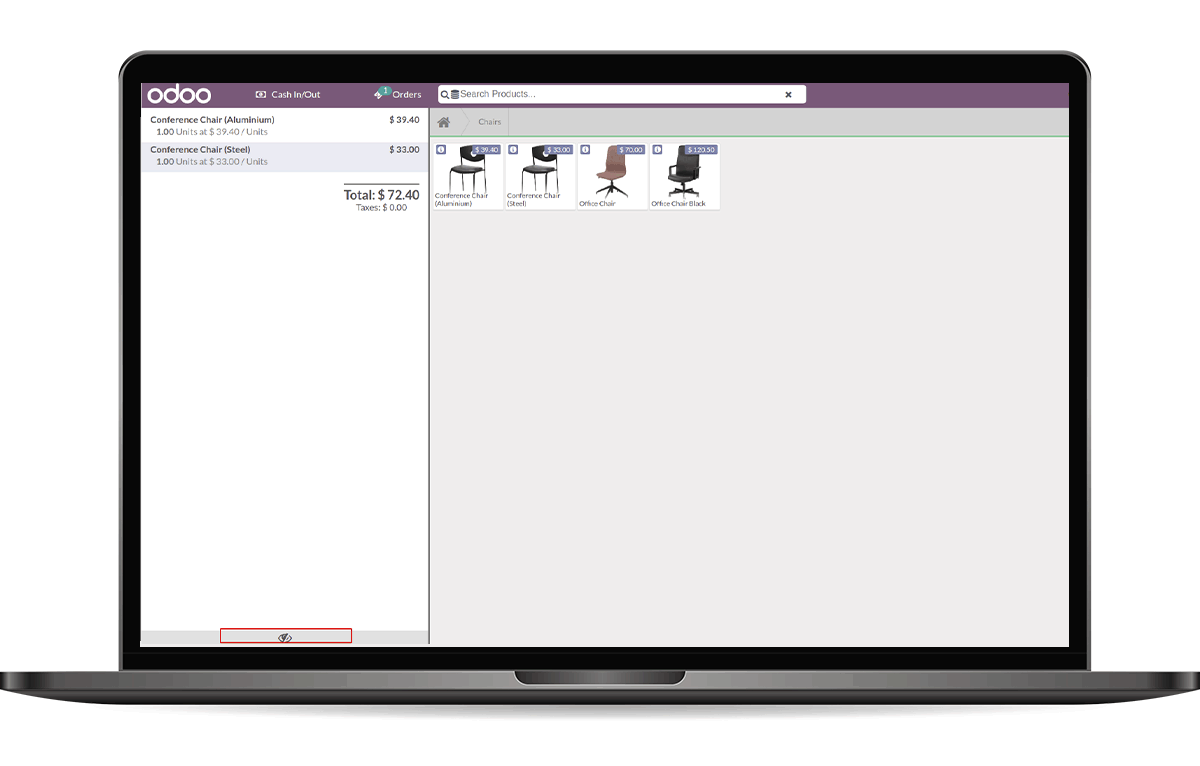 odoo
Cash In/Out
1
Orders
Search Products...
Conference Chair (Aluminium)
$ 39.40
1.00 Units at $ 39.40 / Units
Conference Chair (Steel)
$ 33.00
1.00 Units at $ 33.00 / Units
Total: $ 72.40
Taxes: $ 0.00
Chairs
$ 39.40
Conference Chair
(Aluminium)
$ 33.00
Conference Chair
(Steel)
$ 70.00
Office Chair
$ 120.50
Office Chair Black